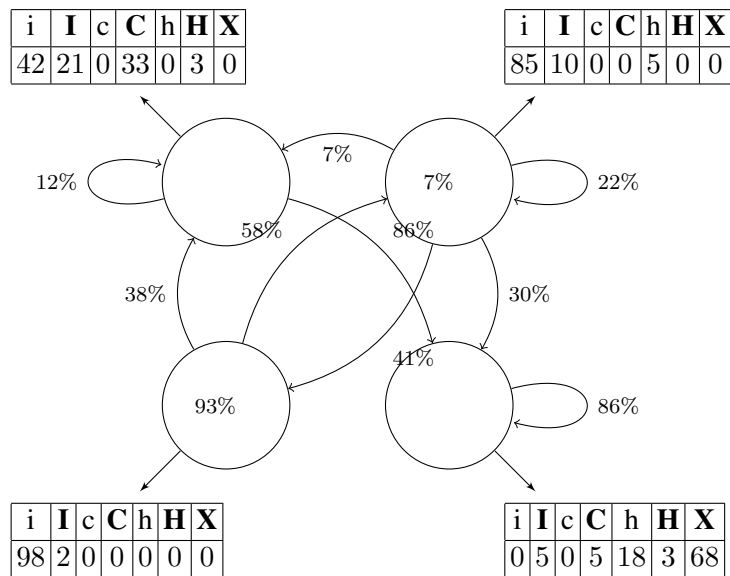 i I c C h H X
42 21 0 33 0 3 0
i I c C h H X
85 10 0 0 5 0 0
7%
12%
7%
22%
58%
86%
38%
30%
41%
93%
86%
i I c C h H X
98 2 0 0 0 0 0
i I c C h H X
0 5 0 5 18 3 68